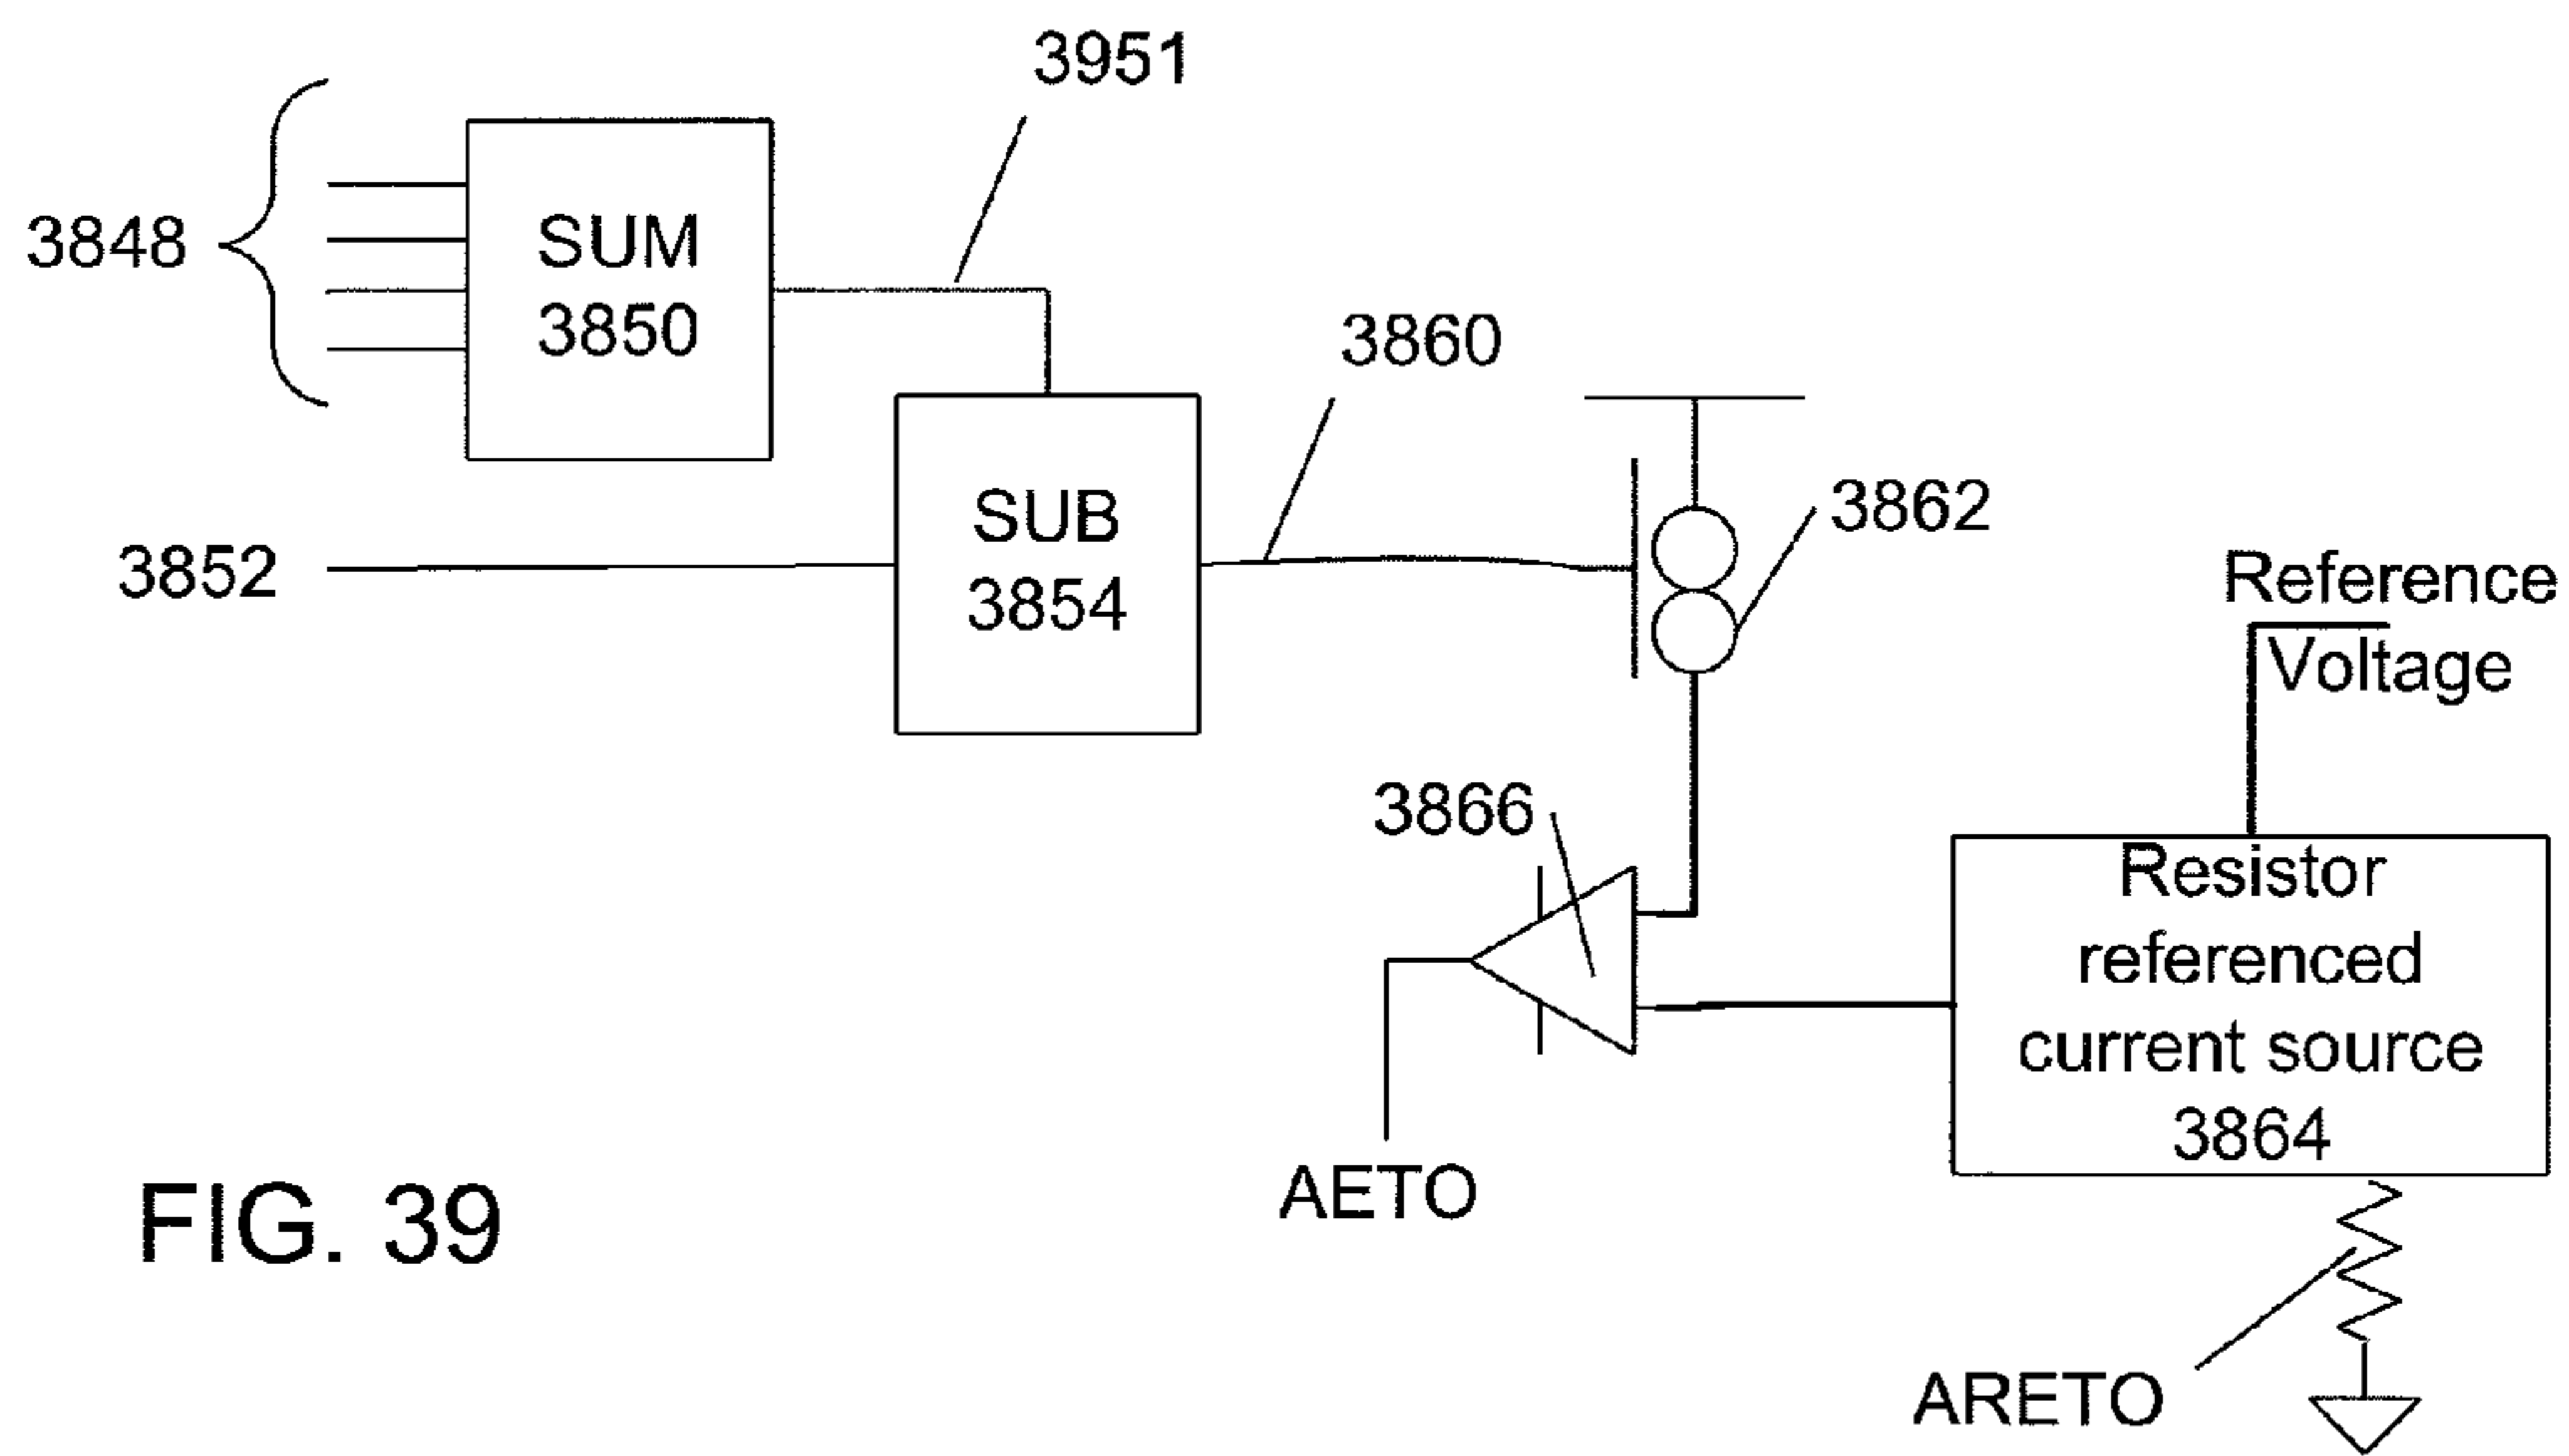 3951
3848
SUM
3850
3860
SUB
3854
3862
3852
Reference
Voltage
3866
Resistor
referenced
current source
3864
AETO
FIG. 39
ARETO